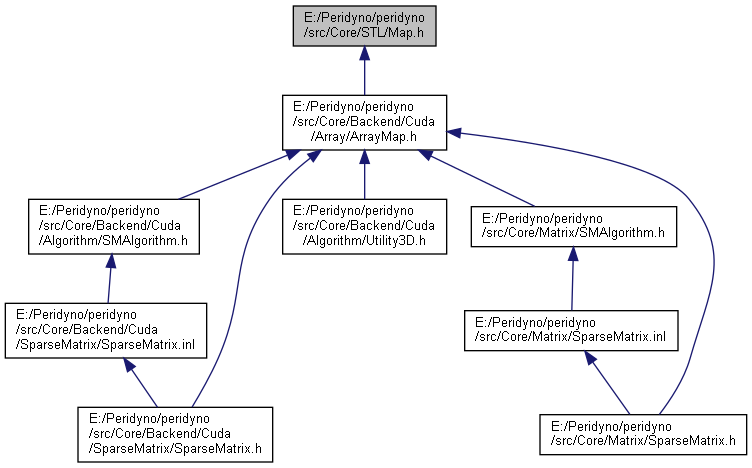 E:/Peridyno/peridyno
/src/Core/STL/Map.h
E:/Peridyno/peridyno
/src/Core/Backend/Cuda
/Array/ArrayMap.h
E:/Peridyno/peridyno
/src/Core/Backend/Cuda
/Algorithm/SMAlgorithm.h
E:/Peridyno/peridyno
/src/Core/Backend/Cuda
/Algorithm/Utility3D.h
E:/Peridyno/peridyno
/src/Core/Matrix/SMAlgorithm.h
E:/Peridyno/peridyno
/src/Core/Backend/Cuda
/SparseMatrix/SparseMatrix.inl
E:/Peridyno/peridyno
/src/Core/Matrix/SparseMatrix.inl
E:/Peridyno/peridyno
/src/Core/Backend/Cuda
/SparseMatrix/SparseMatrix.h
E:/Peridyno/peridyno
/src/Core/Matrix/SparseMatrix.h